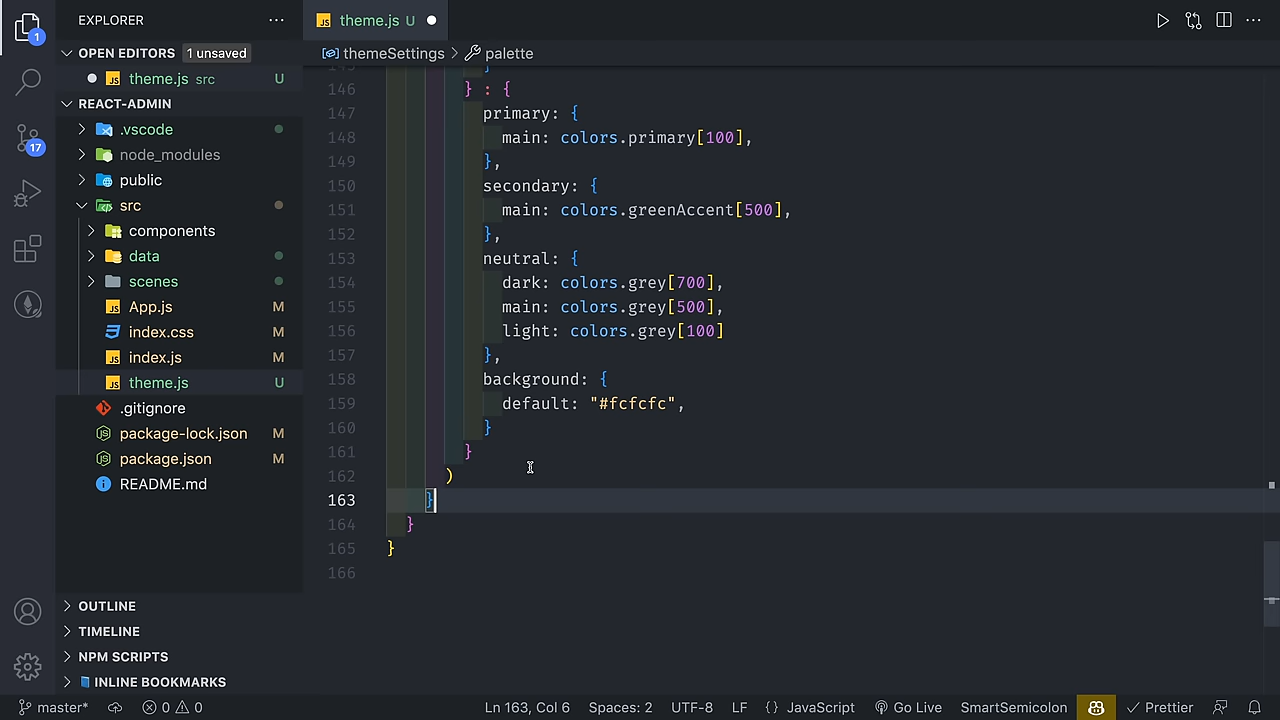 EXPLORER
OPEN EDITORS 1 unsaved
theme.js src U
REACT-ADMIN
.vscode
node_modules
public
src
components
data
scenes
App.js M
index.css M
index.js M
theme.js U
.gitignore
package-lock.json M
package.json M
README.md
OUTLINE
TIMELINE
NPM SCRIPTS
INLINE BOOKMARKS
1
17
JS theme.js U
themeSettings > palette
146 } : {
147 primary: {
148 main: colors.primary[100],
149 },
150 secondary: {
151 main: colors.greenAccent[500],
152 },
153 neutral: {
154 dark: colors.grey[700],
155 main: colors.grey[500],
156 light: colors.grey[100]
157 },
158 background: {
159 default: "#fcfcfc",
160 }
161 }
162 )
163 }
164 }
165 }
166
master* 0 0 Ln 163, Col 6 Spaces: 2 UTF-8 LF {} JavaScript Go Live SmartSemicolon Prettier